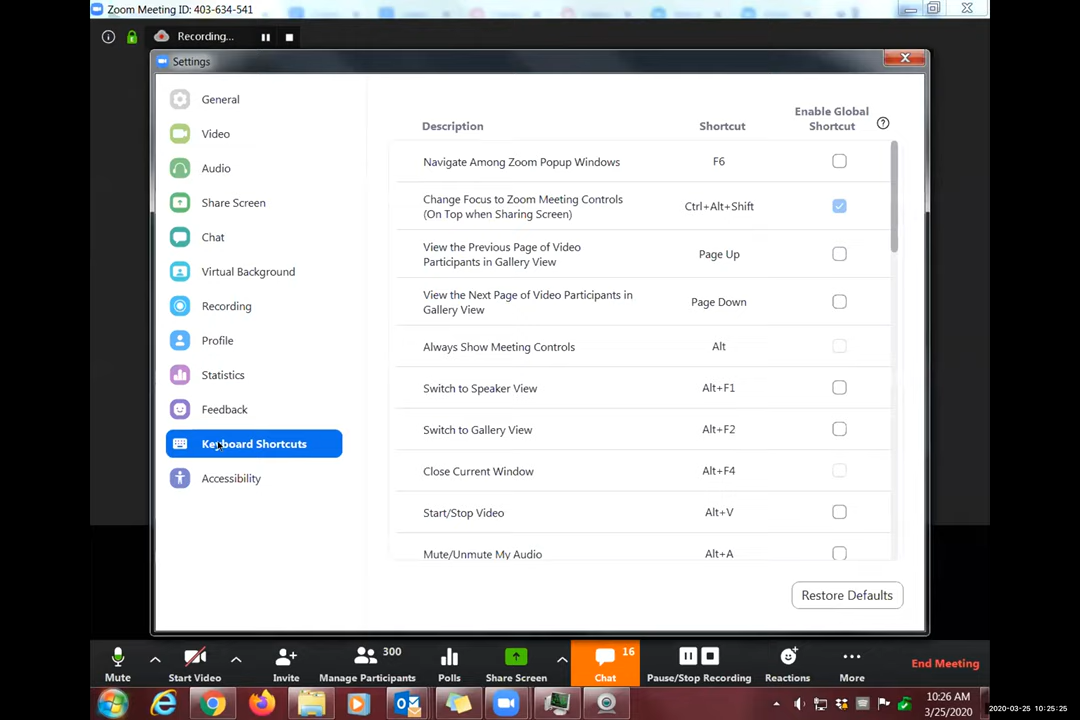 Zoom Meeting ID: 403-634-541
Recording...
Settings
General
Video
Audio
Share Screen
Chat
Virtual Background
Recording
Profile
Statistics
Feedback
Keyboard Shortcuts
Accessibility
Description Shortcut Enable Global Shortcut ?
Navigate Among Zoom Popup Windows F6
Change Focus to Zoom Meeting Controls
(On Top when Sharing Screen) Ctrl+Alt+Shift
View the Previous Page of Video
Participants in Gallery View Page Up
View the Next Page of Video Participants in
Gallery View Page Down
Always Show Meeting Controls Alt
Switch to Speaker View Alt+F1
Switch to Gallery View Alt+F2
Close Current Window Alt+F4
Start/Stop Video Alt+V
Mute/Unmute My Audio Alt+A
Restore Defaults
Mute Start Video Invite Manage Participants 300 Polls Share Screen Chat 16 Pause/Stop Recording Reactions More End Meeting
10:26 AM
3/25/2020
2020-03-25 10:25:25